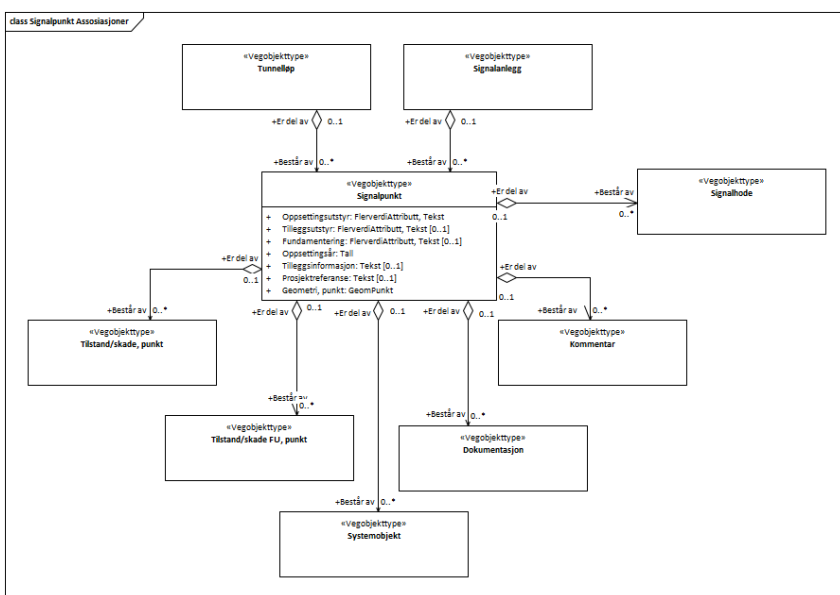 class Signalpunkt Assosiasjoner
«Vegobjekttype»
Tunnelløp
«Vegobjekttype»
Signalanlegg
+Er del av 0..1
+Er del av 0..1
+Består av 0..*
+Består av 0..*
«Vegobjekttype»
Signalpunkt
+ Oppsettingsutstyr: FlerverdiAttributt, Tekst
+ Tilleggsutstyr: FlerverdiAttributt, Tekst [0..1]
+ Fundamentering: FlerverdiAttributt, Tekst [0..1]
+ Oppsettingsår: Tall
+ Tilleggsinformasjon: Tekst [0..1]
+ Prosjektreferanse: Tekst [0..1]
+ Geometri, punkt: GeomPunkt
+Er del av
0..1
+Består av
0..*
«Vegobjekttype»
Signalhode
+Er del av
0..1
+Består av 0..*
«Vegobjekttype»
Tilstand/skade, punkt
+Er del av
0..1
+Består av 0..*
«Vegobjekttype»
Kommentar
+Er del av 0..1
+Består
0..*
«Vegobjekttype»
Tilstand/skade FU, punkt
+Er del av 0..1
+Består av 0..*
«Vegobjekttype»
Systemobjekt
+Er del av 0..1
+Består av 0..*
«Vegobjekttype»
Dokumentasjon